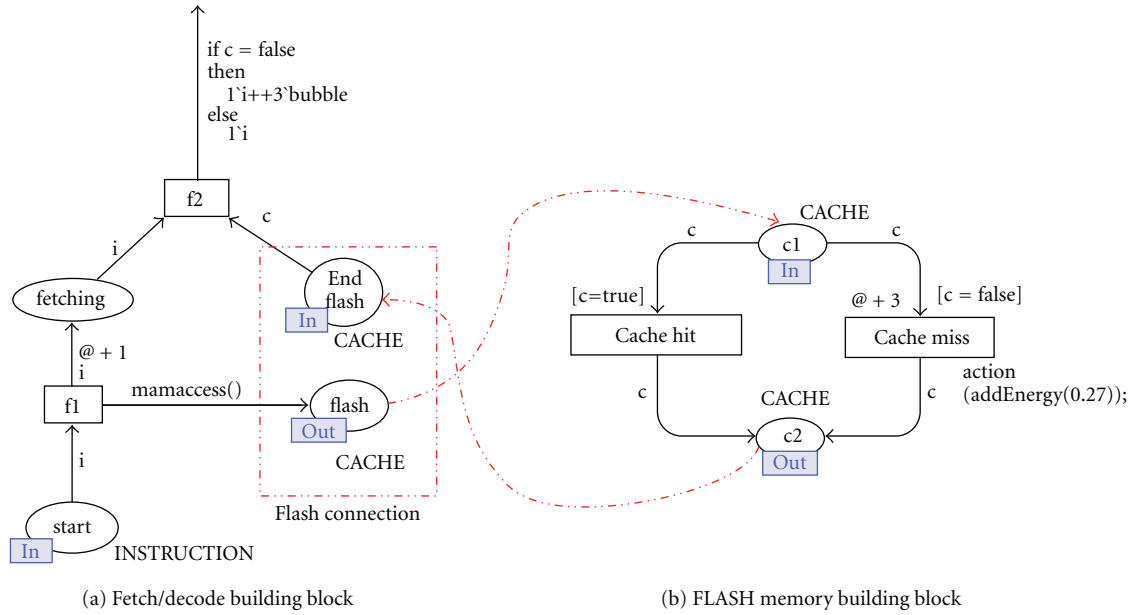 if c = false
then
1`i++3`bubble
else
1`i
f2
c
i
fetching
End
flash
In
CACHE
@ + 1
i
f1
mamaccess()
flash
Out
CACHE
i
Flash connection
start
In
INSTRUCTION
(a) Fetch/decode building block
CACHE
c
c1
c
In
[c=true]
@ + 3
[c = false]
Cache hit
Cache miss
action
(addEnergy(0.27));
c
CACHE
c
c2
Out
(b) FLASH memory building block